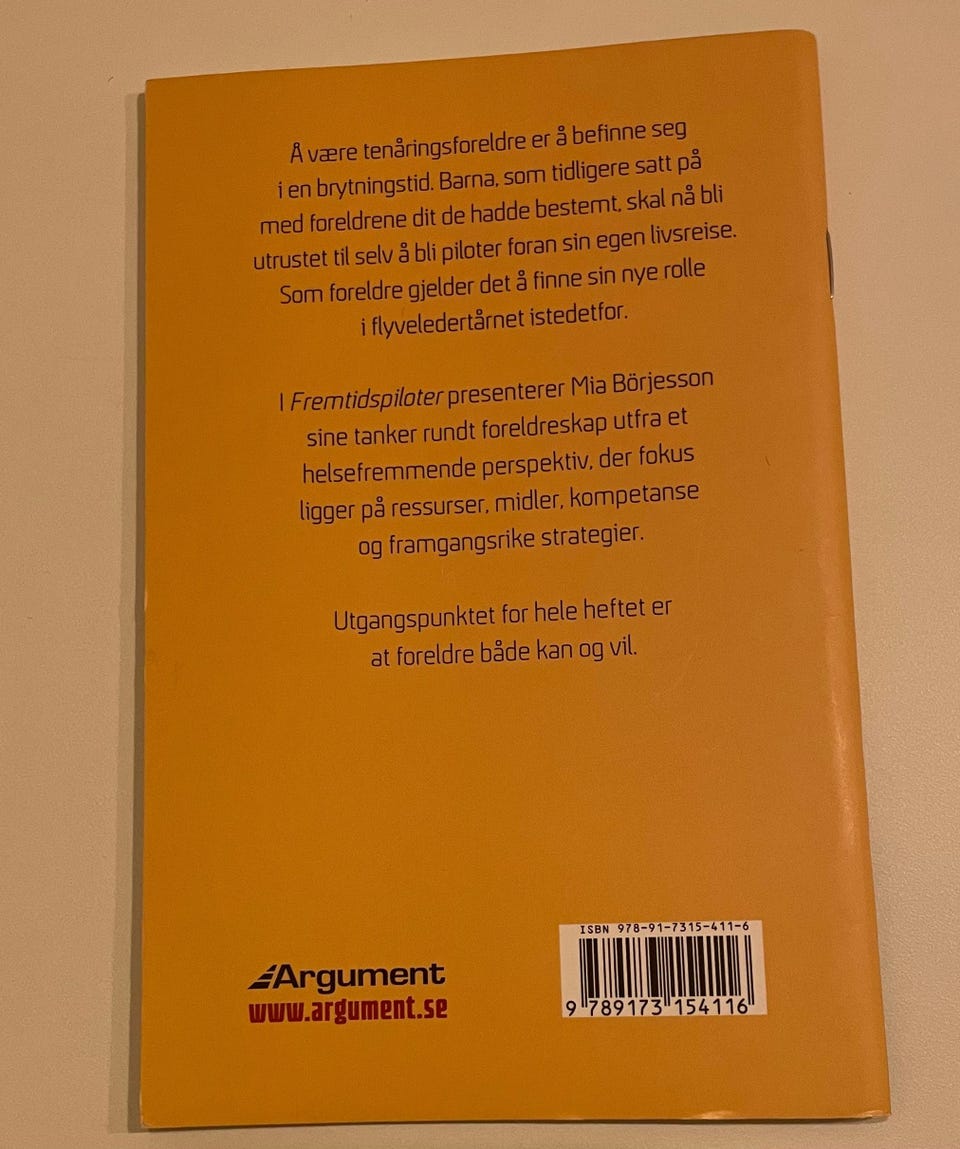 Å være tenåringsforeldre er å befinne seg
i en brytningstid. Barna, som tidligere satt på
med foreldrene dit de hadde bestemt, skal nå bli
utrustet til selv å bli piloter foran sin egen livsreise.
Som foreldre gjelder det å finne sin nye rolle
i flyveledertårnet istedetfor.
I Fremtidspiloter presenterer Mia Börjesson
sine tanker rundt foreldreskap utfra et
helsefremmende perspektiv, der fokus
ligger på ressurser, midler, kompetanse
og framgangsrike strategier.
Utgangspunktet for hele heftet er
at foreldre både kan og vil.
Argument
www.argument.se
ISBN 978-91-7315-411-6
9 789173 154116